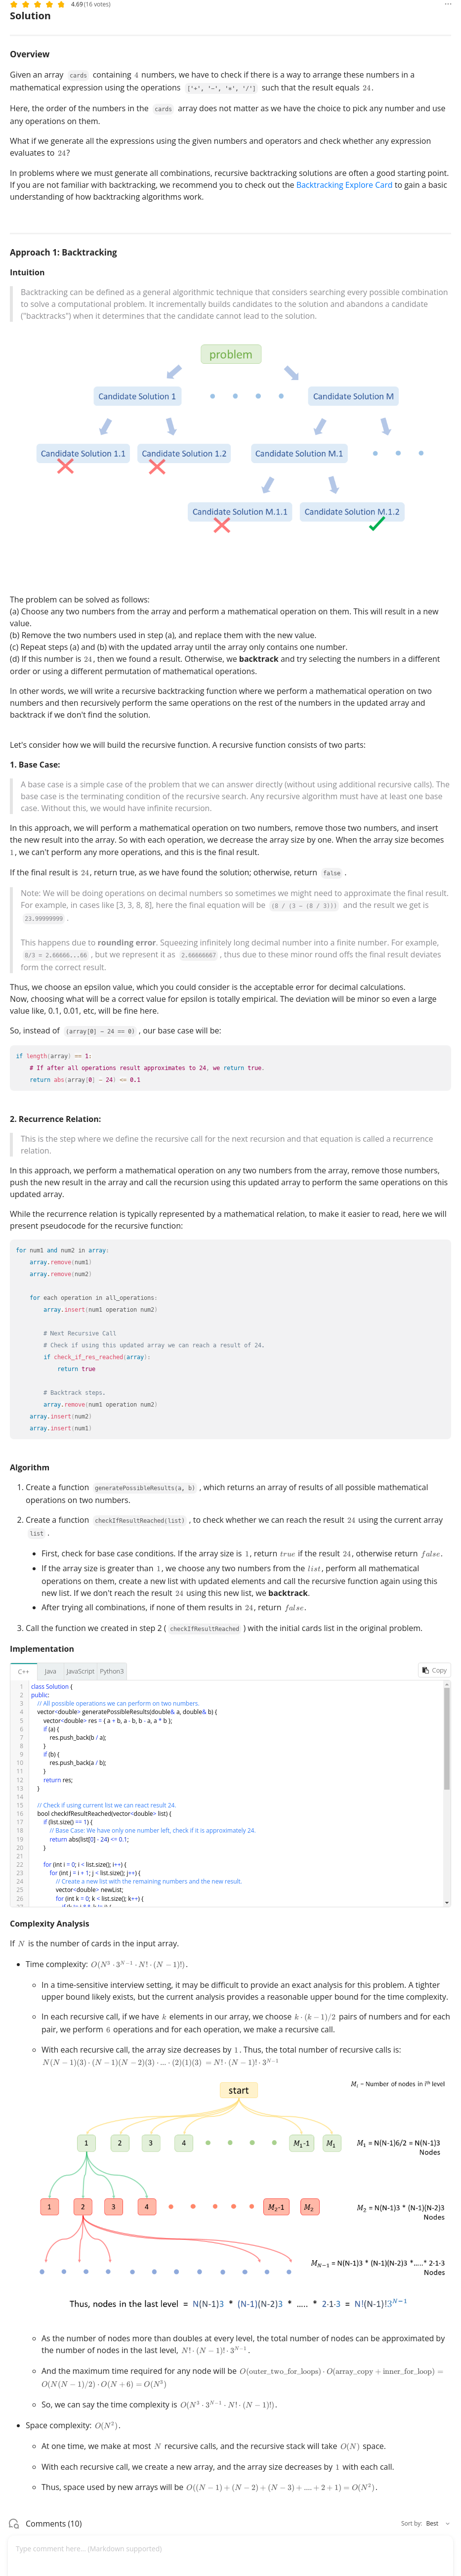 4.69 (16 votes)
Solution
Overview
Given an array cards containing 4 numbers, we have to check if there is a way to arrange these numbers in a
mathematical expression using the operations ['+', '-', '*', '/'] such that the result equals 24.
Here, the order of the numbers in the cards array does not matter as we have the choice to pick any number and use
any operations on them.
What if we generate all the expressions using the given numbers and operators and check whether any expression
evaluates to 24?
In problems where we must generate all combinations, recursive backtracking solutions are often a good starting point.
If you are not familiar with backtracking, we recommend you to check out the Backtracking Explore Card to gain a basic
understanding of how backtracking algorithms work.
Approach 1: Backtracking
Intuition
Backtracking can be defined as a general algorithmic technique that considers searching every possible combination
to solve a computational problem. It incrementally builds candidates to the solution and abandons a candidate
("backtracks") when it determines that the candidate cannot lead to the solution.
problem
Candidate Solution 1 Candidate Solution M
Candidate Solution 1.1 Candidate Solution 1.2 Candidate Solution M.1
Candidate Solution M.1.1 Candidate Solution M.1.2
The problem can be solved as follows:
(a) Choose any two numbers from the array and perform a mathematical operation on them. This will result in a new
value.
(b) Remove the two numbers used in step (a), and replace them with the new value.
(c) Repeat steps (a) and (b) with the updated array until the array only contains one number.
(d) If this number is 24, then we found a result. Otherwise, we backtrack and try selecting the numbers in a different
order or using a different permutation of mathematical operations.
In other words, we will write a recursive backtracking function where we perform a mathematical operation on two
numbers and then recursively perform the same operations on the rest of the numbers in the updated array and
backtrack if we don't find the solution.
Let's consider how we will build the recursive function. A recursive function consists of two parts:
1. Base Case:
A base case is a simple case of the problem that we can answer directly (without using additional recursive calls). The
base case is the terminating condition of the recursive search. Any recursive algorithm must have at least one base
case. Without this, we would have infinite recursion.
In this approach, we will perform a mathematical operation on two numbers, remove those two numbers, and insert
the new result into the array. So with each operation, we decrease the array size by one. When the array size becomes
1, we can't perform any more operations, and this is the final result.
If the final result is 24, return true, as we have found the solution; otherwise, return false .
Note: We will be doing operations on decimal numbers so sometimes we might need to approximate the final result.
For example, in cases like [3, 3, 8, 8], here the final equation will be (8 / (3 - (8 / 3))) and the result we get is
23.99999999 .
This happens due to rounding error. Squeezing infinitely long decimal number into a finite number. For example,
8/3 = 2.66666...66 , but we represent it as 2.66666667 , thus due to these minor round offs the final result deviates
form the correct result.
Thus, we choose an epsilon value, which you could consider is the acceptable error for decimal calculations.
Now, choosing what will be a correct value for epsilon is totally empirical. The deviation will be minor so even a large
value like, 0.1, 0.01, etc, will be fine here.
So, instead of (array[0] - 24 == 0) , our base case will be:
if length(array) == 1:
# If after all operations result approximates to 24, we return true.
return abs(array[0] - 24) <= 0.1
2. Recurrence Relation:
This is the step where we define the recursive call for the next recursion and that equation is called a recurrence
relation.
In this approach, we perform a mathematical operation on any two numbers from the array, remove those numbers,
push the new result in the array and call the recursion using this updated array to perform the same operations on this
updated array.
While the recurrence relation is typically represented by a mathematical relation, to make it easier to read, here we will
present pseudocode for the recursive function:
for num1 and num2 in array:
array.remove(num1)
array.remove(num2)
for each operation in all_operations:
array.insert(num1 operation num2)
# Next Recursive Call
# Check if using this updated array we can reach a result of 24.
if check_if_res_reached(array):
return true
# Backtrack steps.
array.remove(num1 operation num2)
array.insert(num2)
array.insert(num1)
Algorithm
1. Create a function generatePossibleResults(a, b) , which returns an array of results of all possible mathematical
operations on two numbers.
2. Create a function checkIfResultReached(list) , to check whether we can reach the result 24 using the current array
list .
• First, check for base case conditions. If the array size is 1, return true if the result 24, otherwise return false.
• If the array size is greater than 1, we choose any two numbers from the list, perform all mathematical
operations on them, create a new list with updated elements and call the recursive function again using this
new list. If we don't reach the result 24 using this new list, we backtrack.
• After trying all combinations, if none of them results in 24, return false.
3. Call the function we created in step 2 ( checkIfResultReached ) with the initial cards list in the original problem.
Implementation
C++ Java JavaScript Python3 Copy
1 class Solution {
2 public:
3 // All possible operations we can perform on two numbers.
4 vector<double> generatePossibleResults(double& a, double& b) {
5 vector<double> res = { a + b, a - b, b - a, a * b };
6 if (a) {
7 res.push_back(b / a);
8 }
9 if (b) {
10 res.push_back(a / b);
11 }
12 return res;
13 }
14
15 // Check if using current list we can react result 24.
16 bool checkIfResultReached(vector<double> list) {
17 if (list.size() == 1) {
18 // Base Case: We have only one number left, check if it is approximately 24.
19 return abs(list[0] - 24) <= 0.1;
20 }
21
22 for (int i = 0; i < list.size(); i++) {
23 for (int j = i + 1; j < list.size(); j++) {
24 // Create a new list with the remaining numbers and the new result.
25 vector<double> newList;
26 for (int k = 0; k < list.size(); k++) {
Complexity Analysis
If N is the number of cards in the input array.
• Time complexity: O(N³ · 3ᴺ⁻¹ · N! · (N − 1)!).
◦ In a time-sensitive interview setting, it may be difficult to provide an exact analysis for this problem. A tighter
upper bound likely exists, but the current analysis provides a reasonable upper bound for the time complexity.
◦ In each recursive call, if we have k elements in our array, we choose k · (k − 1)/2 pairs of numbers and for each
pair, we perform 6 operations and for each operation, we make a recursive call.
◦ With each recursive call, the array size decreases by 1. Thus, the total number of recursive calls is:
N(N − 1)(3) · (N − 1)(N − 2)(3) · ... · (2)(1)(3) = N! · (N − 1)! · 3ᴺ⁻¹
Mᵢ − Number of nodes in iᵗʰ level
start
1 2 3 4 M₁-1 M₁ M₁ = N(N-1)6/2 = N(N-1)3
Nodes
1 2 3 4 M₂-1 M₂ M₂ = N(N-1)3 * (N-1)(N-2)3
Nodes
Mₙ₋₁ = N(N-1)3 * (N-1)(N-2)3 *.....* 2·1·3
Nodes
Thus, nodes in the last level = N(N-1)3 * (N-1)(N-2)3 * ..... * 2·1·3 = N!(N-1)!3ᴺ⁻¹
◦ As the number of nodes more than doubles at every level, the total number of nodes can be approximated by
the number of nodes in the last level, N! · (N − 1)! · 3ᴺ⁻¹.
◦ And the maximum time required for any node will be O(outer_two_for_loops) · O(array_copy + inner_for_loop) =
O(N(N − 1)/2) · O(N + 6) = O(N³)
◦ So, we can say the time complexity is O(N³ · 3ᴺ⁻¹ · N! · (N − 1)!).
• Space complexity: O(N²).
◦ At one time, we make at most N recursive calls, and the recursive stack will take O(N) space.
◦ With each recursive call, we create a new array, and the array size decreases by 1 with each call.
◦ Thus, space used by new arrays will be O((N − 1) + (N − 2) + (N − 3) + .... + 2 + 1) = O(N²).
Comments (10) Sort by: Best
Type comment here... (Markdown supported)